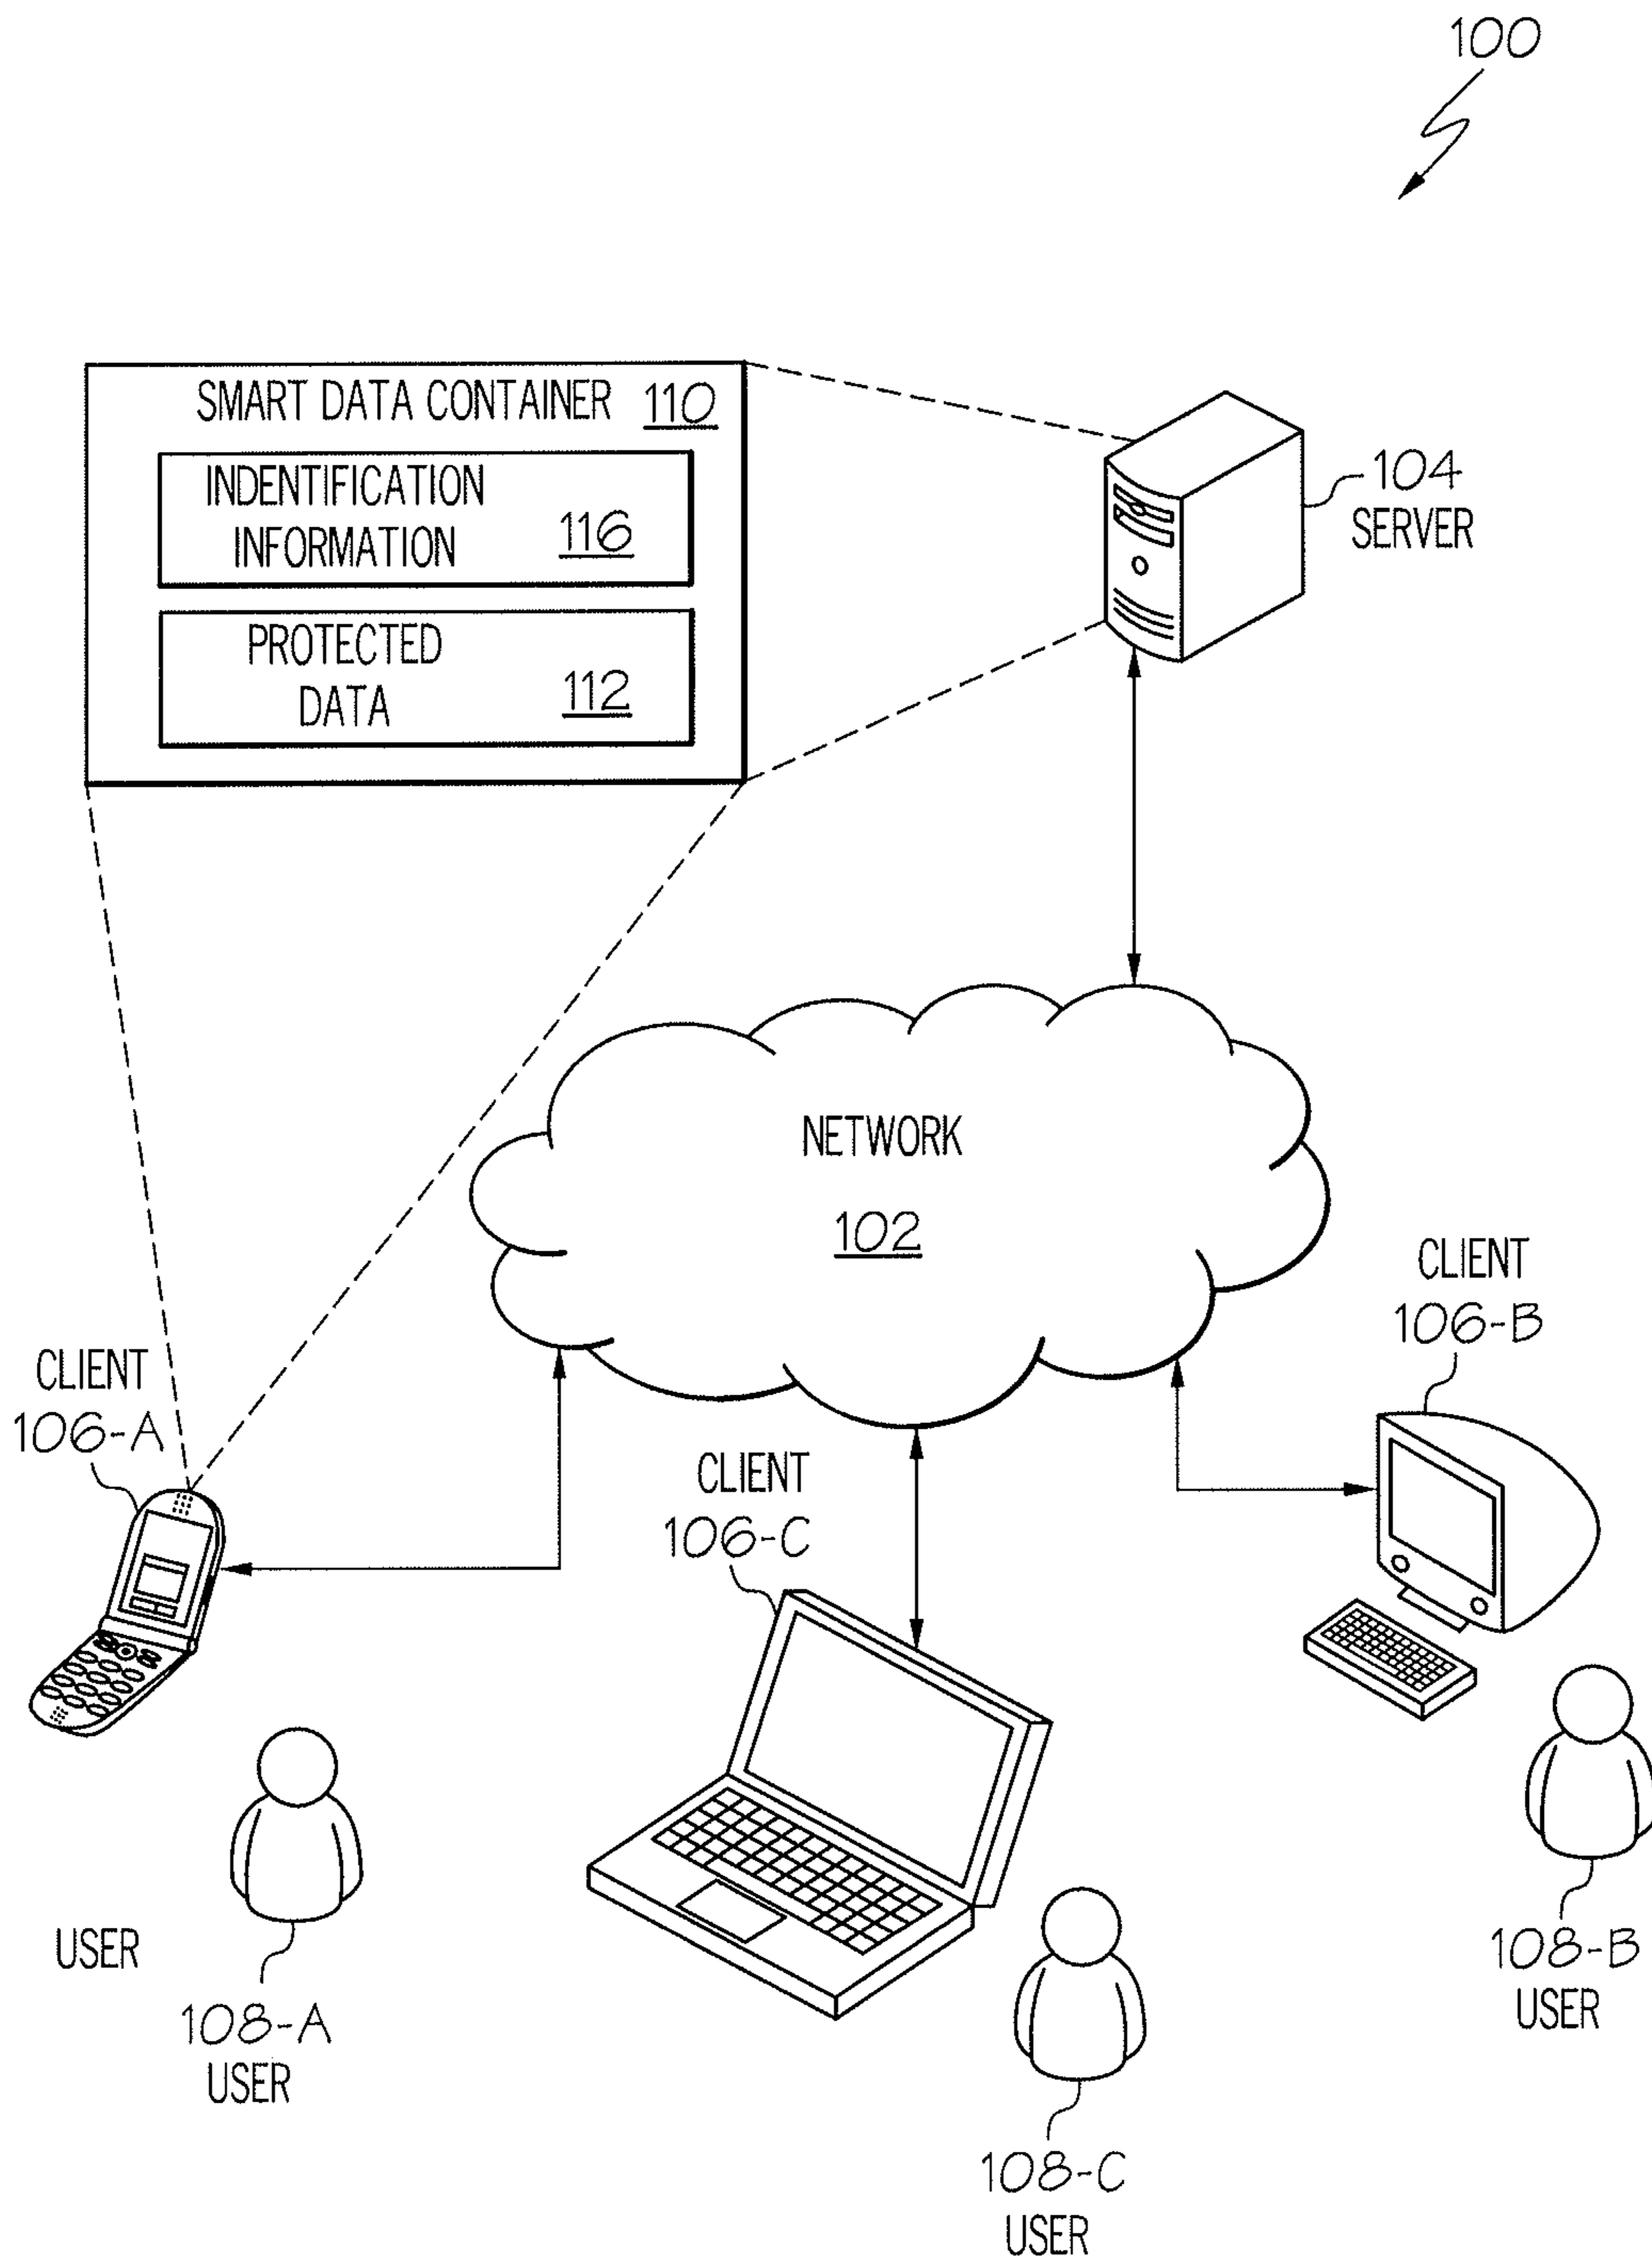 100
SMART DATA CONTAINER 110
INDENTIFICATION
INFORMATION 116
PROTECTED
DATA 112
104
SERVER
NETWORK
102
CLIENT
106-B
CLIENT
106-A
CLIENT
106-C
USER
108-A
USER
108-B
USER
108-C
USER